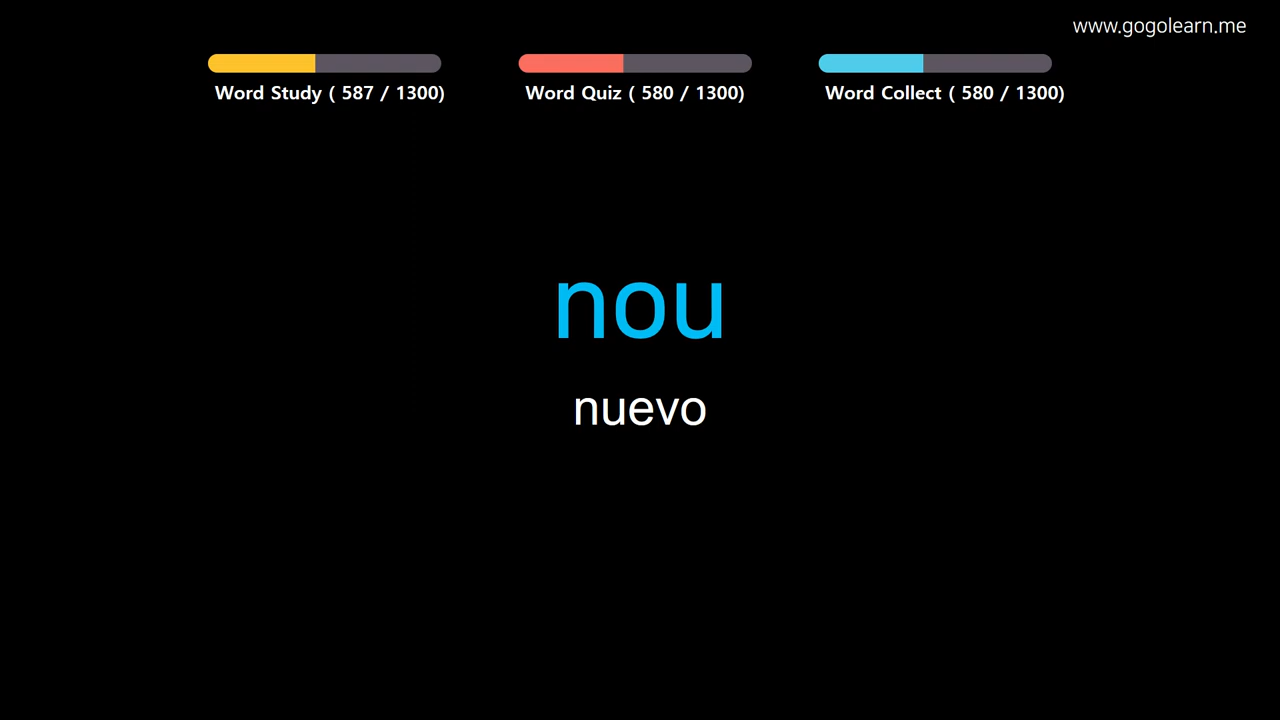 www.gogolearn.me
Word Study ( 587 / 1300)
Word Quiz ( 580 / 1300)
Word Collect ( 580 / 1300)
nou
nuevo